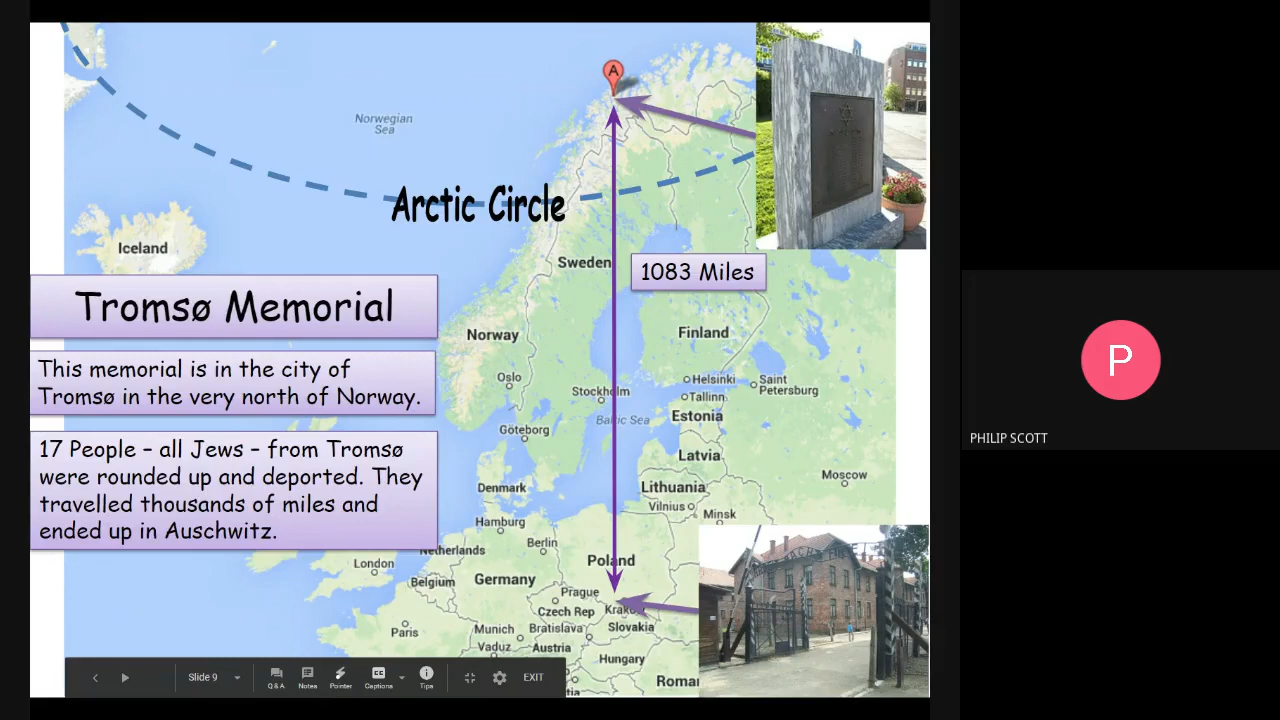 A
Norwegian
Sea
Arctic Circle
Iceland
Sweden
1083 Miles
Tromsø Memorial
Norway
Finland
This memorial is in the city of
Tromsø in the very north of Norway.
Oslo
Helsinki
Saint
Petersburg
Stockholm
Tallinn
Baltic Sea
Estonia
Göteborg
17 People – all Jews – from Tromsø
were rounded up and deported. They
travelled thousands of miles and
ended up in Auschwitz.
Latvia
Moscow
Denmark
Lithuania
Vilnius
Minsk
Hamburg
Berlin
Netherlands
Poland
London
Belgium
Germany
Prague
Czech Rep
Krakow
Paris
Munich
Bratislava
Slovakia
Vaduz
Austria
Hungary
Slide 9
Q & A
Notes
Pointer
CC
Captions
Tips
EXIT
P
PHILIP SCOTT